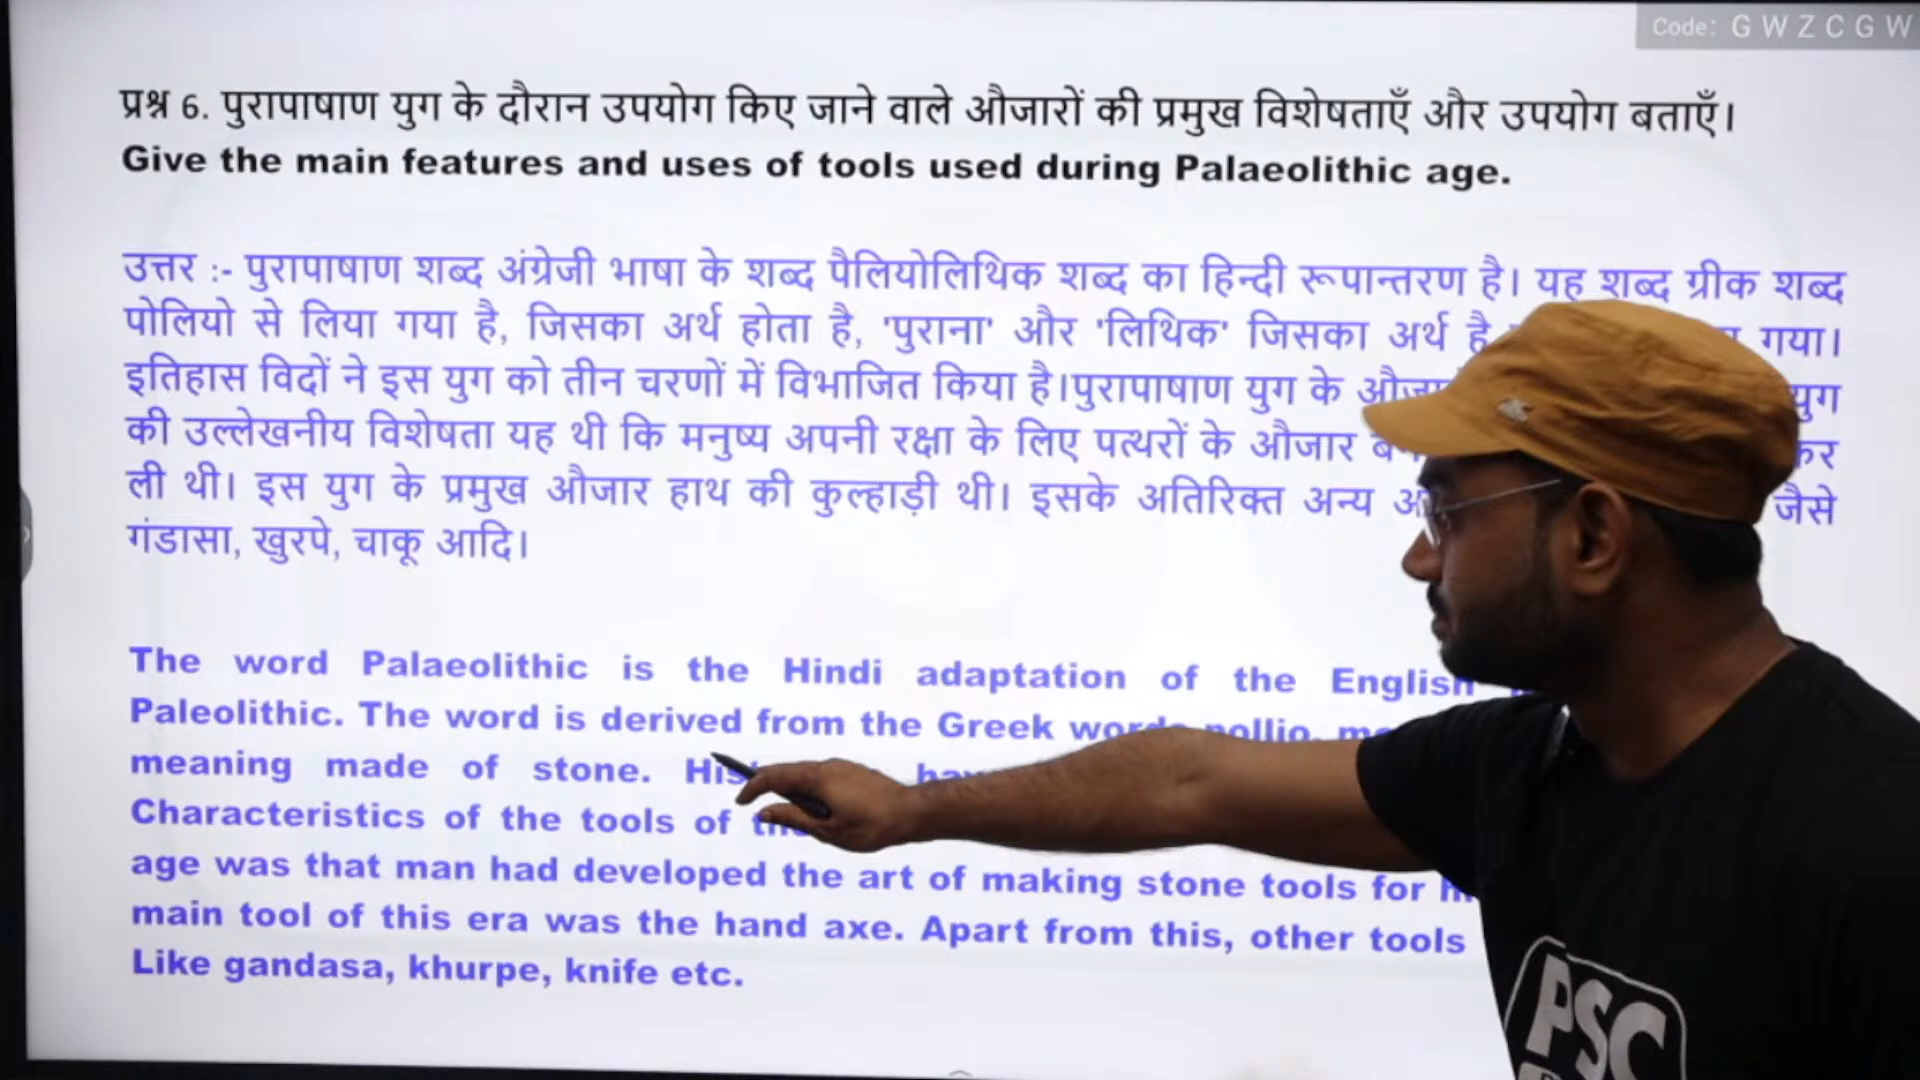 Code: G W Z C G W
प्रश्न 6. पुरापाषाण युग के दौरान उपयोग किए जाने वाले औजारों की प्रमुख विशेषताएँ और उपयोग बताएँ।
Give the main features and uses of tools used during Palaeolithic age.
उत्तर :- पुरापाषाण शब्द अंग्रेजी भाषा के शब्द पैलियोलिथिक शब्द का हिन्दी रूपान्तरण है। यह शब्द ग्रीक शब्द
पोलियो से लिया गया है, जिसका अर्थ होता है, 'पुराना' और 'लिथिक' जिसका अर्थ है गया।
इतिहास विदों ने इस युग को तीन चरणों में विभाजित किया है।पुरापाषाण युग के युग
की उल्लेखनीय विशेषता यह थी कि मनुष्य अपनी रक्षा के लिए पत्थरों के औजार कर
ली थी। इस युग के प्रमुख औजार हाथ की कुल्हाड़ी थी। इसके अतिरिक्त अन्य जैसे
गंडासा, खुरपे, चाकू आदि।
The word Palaeolithic is the Hindi adaptation of the English
Paleolithic. The word is derived from the Greek
meaning made of stone.
Characteristics of the tools of
age was that man had developed the art of making stone tools for
main tool of this era was the hand axe. Apart from this, other tools
Like gandasa, khurpe, knife etc.
PSC